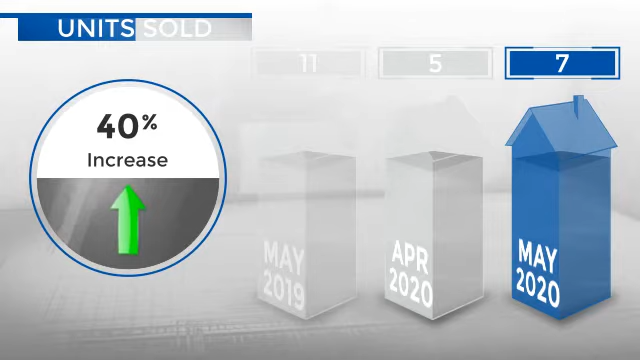 UNITS SOLD
11
5
7
40%
Increase
MAY
2019
APR
2020
MAY
2020